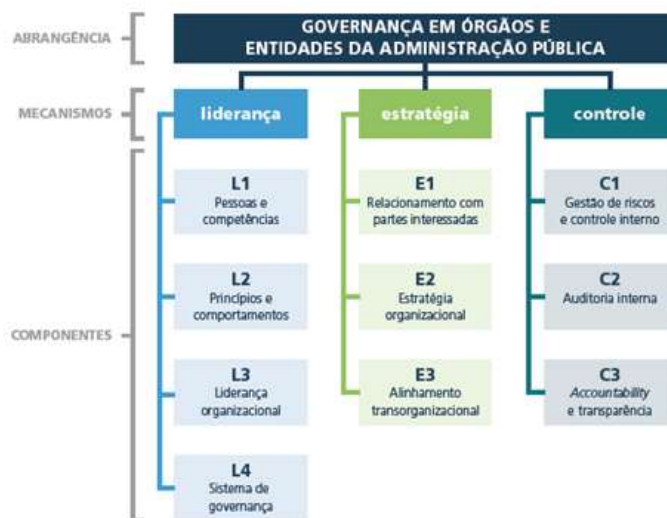 ABRANGÊNCIA
GOVERNANÇA EM ÓRGÃOS E
ENTIDADES DA ADMINISTRAÇÃO PÚBLICA
MECANISMOS
liderança
estratégia
controle
COMPONENTES
L1
Pessoas e
competências
E1
Relacionamento com
partes interessadas
C1
Gestão de riscos
e controle interno
L2
Princípios e
comportamentos
E2
Estratégia
organizacional
C2
Auditoria interna
L3
Liderança
organizacional
E3
Alinhamento
transorganizacional
C3
Accountability
e transparência
L4
Sistema de
governança